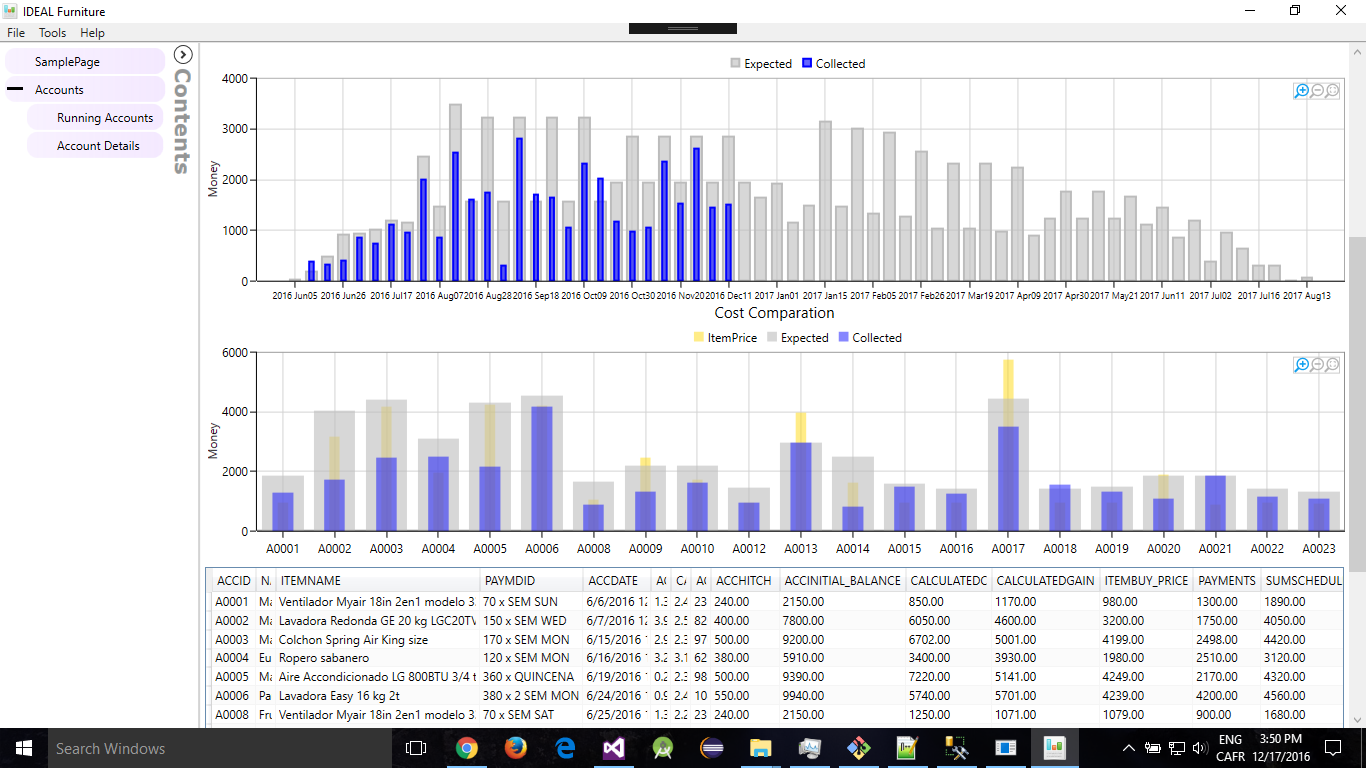 IDEAL Furniture
File Tools Help
SamplePage
Accounts
Running Accounts
Account Details
Contents
Expected Collected
4000
3000
2000
1000
0
Money
2016 Jun05 2016 Jun26 2016 Jul17 2016 Aug07 2016 Aug28 2016 Sep18 2016 Oct09 2016 Oct30 2016 Nov20 2016 Dec11 2017 Jan01 2017 Jan15 2017 Feb05 2017 Feb26 2017 Mar19 2017 Apr09 2017 Apr30 2017 May21 2017 Jun11 2017 Jul02 2017 Jul16 2017 Aug13
Cost Comparation
ItemPrice Expected Collected
6000
4000
2000
0
Money
A0001 A0002 A0003 A0004 A0005 A0006 A0008 A0009 A0010 A0012 A0013 A0014 A0015 A0016 A0017 A0018 A0019 A0020 A0021 A0022 A0023
ACCID N. ITEMNAME PAYMDID ACCDATE ACCHITCH ACCINITIAL_BALANCE CALCULATEDC CALCULATEDGAIN ITEMBUY_PRICE PAYMENTS SUMSCHEDUL
A0001 Ma Ventilador Myair 18in 2en1 modelo 3. 70 x SEM SUN 6/6/2016 12 1.3 2.4 23 240.00 2150.00 850.00 1170.00 980.00 1300.00 1890.00
A0002 Ma Lavadora Redonda GE 20 kg LGC20TV 150 x SEM WED 6/7/2016 12 3.9 2.5 82 400.00 7800.00 6050.00 4600.00 3200.00 1750.00 4050.00
A0003 Ma Colchon Spring Air King size 170 x SEM MON 6/15/2016 2.9 2.3 97 500.00 9200.00 6702.00 5001.00 4199.00 2498.00 4420.00
A0004 Eu Ropero sabanero 120 x SEM MON 6/16/2016 3.2 3.1 62 380.00 5910.00 3400.00 3930.00 1980.00 2510.00 3120.00
A0005 Ma Aire Accondicionado LG 800BTU 3/4 t 360 x QUINCENA 6/19/2016 0.2 2.3 98 550.00 9390.00 7220.00 5141.00 4249.00 2170.00 4320.00
A0006 Pa Lavadora Easy 16 kg 2t 380 x 2 SEM MON 6/24/2016 0.9 2.4 10 550.00 9940.00 5740.00 5701.00 4239.00 4200.00 4560.00
A0008 Fru Ventilador Myair 18in 2en1 modelo 3. 70 x SEM SAT 6/25/2016 1.3 2.2 23 240.00 2150.00 1250.00 1071.00 1079.00 900.00 1680.00
Search Windows
ENG 3:50 PM
CAFR 12/17/2016